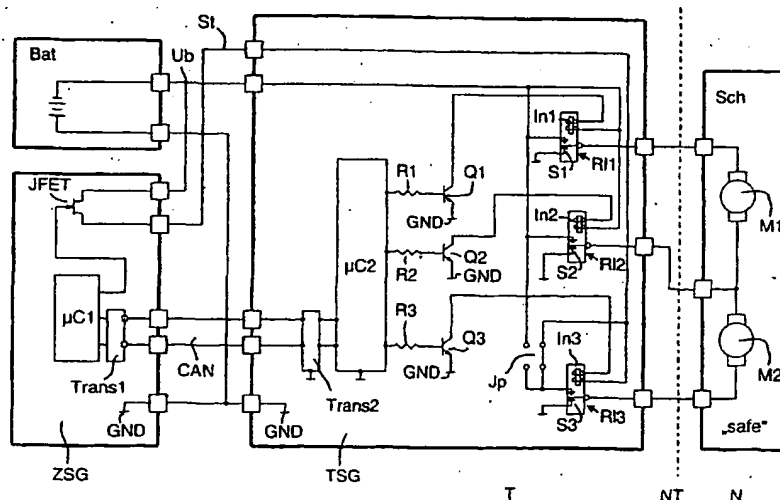 St
Bat
Ub
Sch
In1
JFET
R1
Q1
S1
Rl1
GND
M1
In2
µC2
R2
Q2
GND
S2
Rl2
µC1
R3
In3
Q3
M2
CAN
Jp
Trans1
GND
Trans2
S3
Rl3
„safe"
GND
GND
ZSG
TSG
T
NT
N